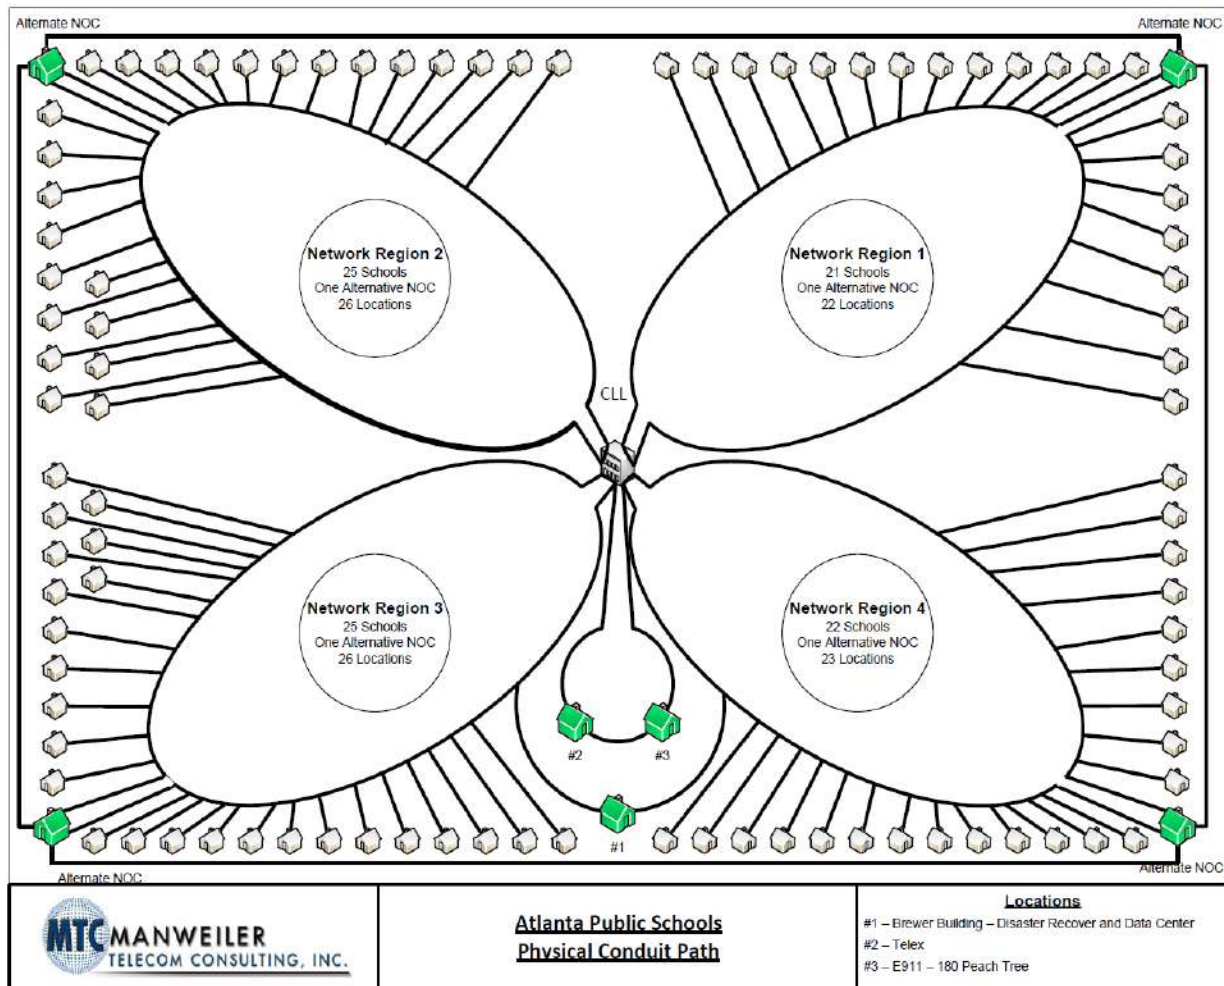 Alternate NOC
Alternate NOC
Network Region 2
25 Schools
One Alternative NOC
26 Locations
Network Region 1
21 Schools
One Alternative NOC
22 Locations
CLL
Network Region 3
25 Schools
One Alternative NOC
26 Locations
Network Region 4
22 Schools
One Alternative NOC
23 Locations
#2
#3
#1
Alternate NOC
Alternate NOC
MTC MANWEILER
TELECOM CONSULTING, INC.
Atlanta Public Schools
Physical Conduit Path
Locations
#1 – Brewer Building – Disaster Recover and Data Center
#2 – Telex
#3 – E911 – 180 Peach Tree